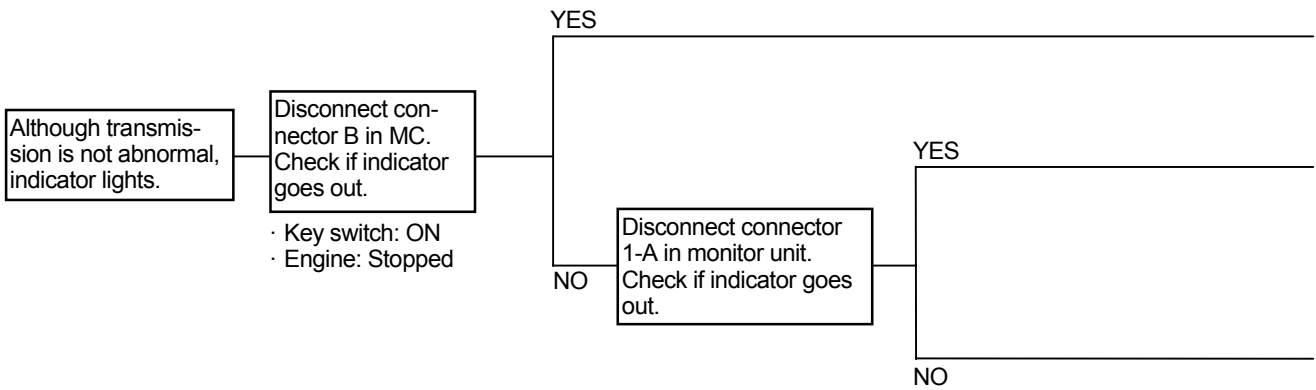 YES
Although transmis-
sion is not abnormal,
indicator lights.
Disconnect con-
nector B in MC.
Check if indicator
goes out.
· Key switch: ON
· Engine: Stopped
YES
NO
Disconnect connector
1-A in monitor unit.
Check if indicator goes
out.
NO